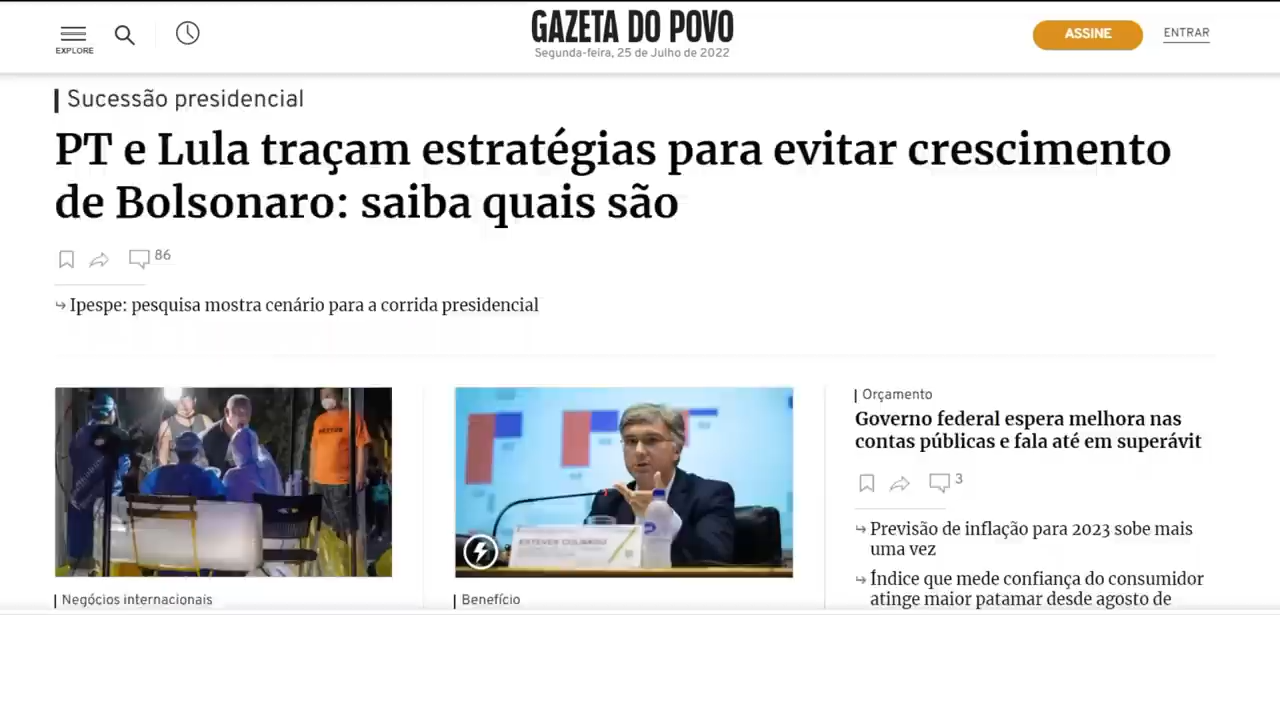 EXPLORE
GAZETA DO POVO
Segunda-feira, 25 de Julho de 2022
ASSINE
ENTRAR
Sucessão presidencial
PT e Lula traçam estratégias para evitar crescimento
de Bolsonaro: saiba quais são
86
Ipespe: pesquisa mostra cenário para a corrida presidencial
Negócios internacionais
Benefício
Orçamento
Governo federal espera melhora nas
contas públicas e fala até em superávit
3
Previsão de inflação para 2023 sobe mais
uma vez
Índice que mede confiança do consumidor
atinge maior patamar desde agosto de